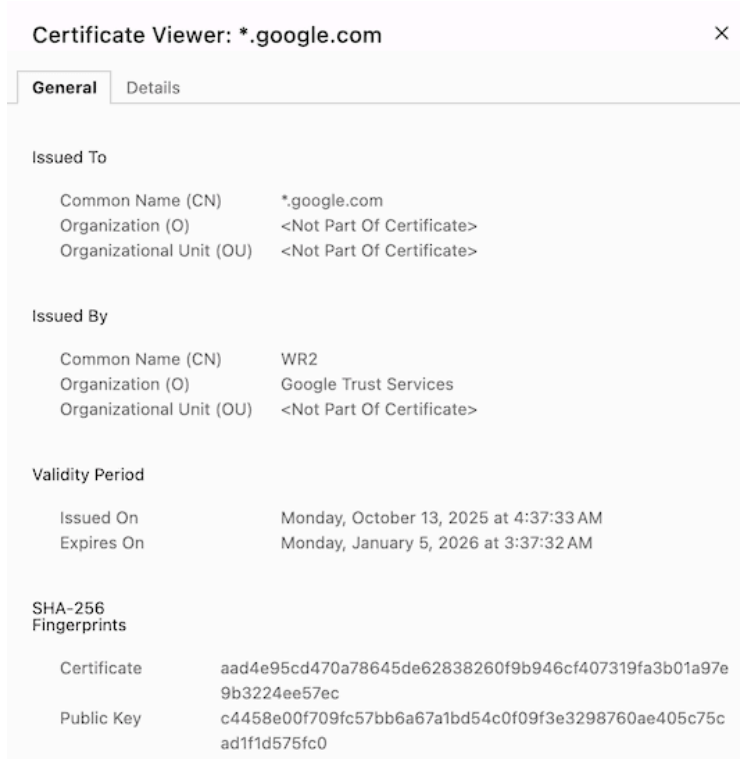 Certificate Viewer: *.google.com
General Details
Issued To
Common Name (CN) *.google.com
Organization (O) <Not Part Of Certificate>
Organizational Unit (OU) <Not Part Of Certificate>
Issued By
Common Name (CN) WR2
Organization (O) Google Trust Services
Organizational Unit (OU) <Not Part Of Certificate>
Validity Period
Issued On Monday, October 13, 2025 at 4:37:33 AM
Expires On Monday, January 5, 2026 at 3:37:32 AM
SHA-256
Fingerprints
Certificate aad4e95cd470a78645de62838260f9b946cf407319fa3b01a97e
9b3224ee57ec
Public Key c4458e00f709fc57bb6a67a1bd54c0f09f3e3298760ae405c75c
ad1f1d575fc0